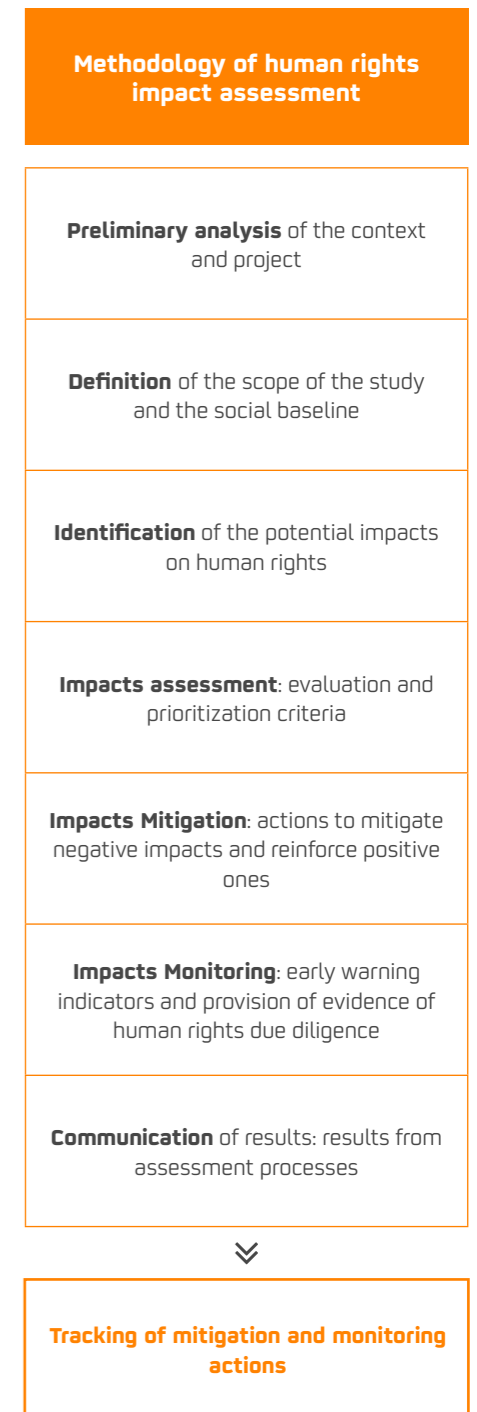 Methodology of human rights
impact assessment
Preliminary analysis of the context
and project
Definition of the scope of the study
and the social baseline
Identification of the potential impacts
on human rights
Impacts assessment: evaluation and
prioritization criteria
Impacts Mitigation: actions to mitigate
negative impacts and reinforce positive
ones
Impacts Monitoring: early warning
indicators and provision of evidence of
human rights due diligence
Communication of results: results from
assessment processes
Tracking of mitigation and monitoring
actions